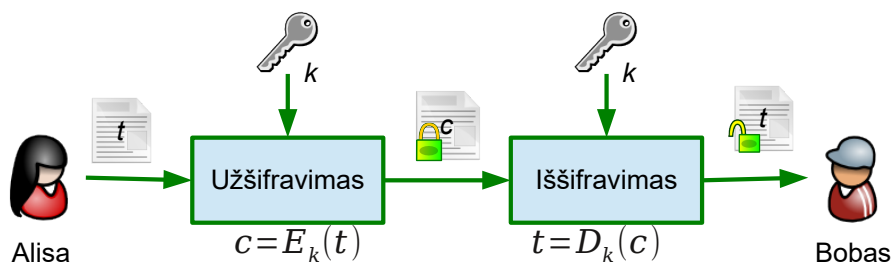 k
k
t
c
t
Užšifravimas
Iššifravimas
Alisa
c=E_k(t)
t=D_k(c)
Bobas